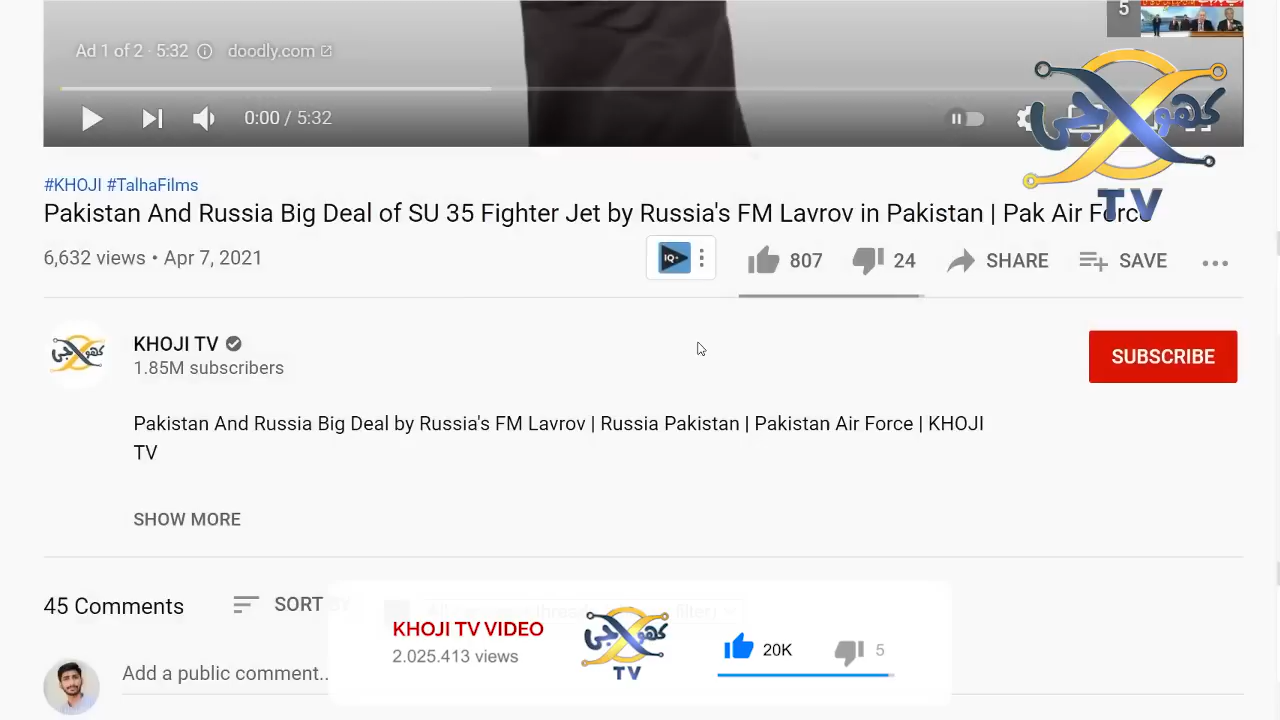 5
Ad 1 of 2 · 5:32 doodly.com
0:00 / 5:32
کھوجی
TV
#KHOJI #TalhaFilms
Pakistan And Russia Big Deal of SU 35 Fighter Jet by Russia's FM Lavrov in Pakistan | Pak Air Force
6,632 views • Apr 7, 2021
IQ+
807
24
SHARE
SAVE
کھوجی
KHOJI TV
1.85M subscribers
SUBSCRIBE
Pakistan And Russia Big Deal by Russia's FM Lavrov | Russia Pakistan | Pakistan Air Force | KHOJI
TV
SHOW MORE
45 Comments
SORT BY
KHOJI TV VIDEO
2.025.413 views
کھوجی
TV
20K
5
Add a public comment..